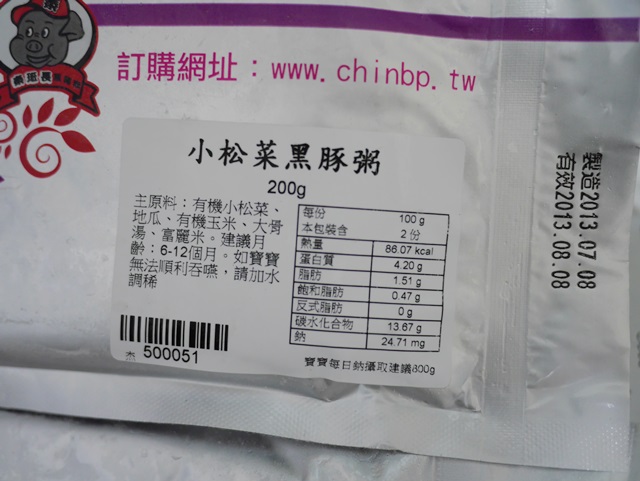 訂購網址：www.chinbp.tw
小松菜黑豚粥
200g
主原料：有機小松菜、
地瓜、有機玉米、大骨
湯、富麗米。建議月
齡：6-12個月。如寶寶
無法順利吞嚥，請加水
調稀
每份 100 g
本包裝含 2 份
熱量 86.07 kcal
蛋白質 4.20 g
脂肪 1.51 g
飽和脂肪 0.47 g
反式脂肪 0 g
碳水化合物 13.67 g
鈉 24.71 mg
杰 500051
寶寶每日鈉攝取建議800g
製造2013.07.08
有效2013.08.08